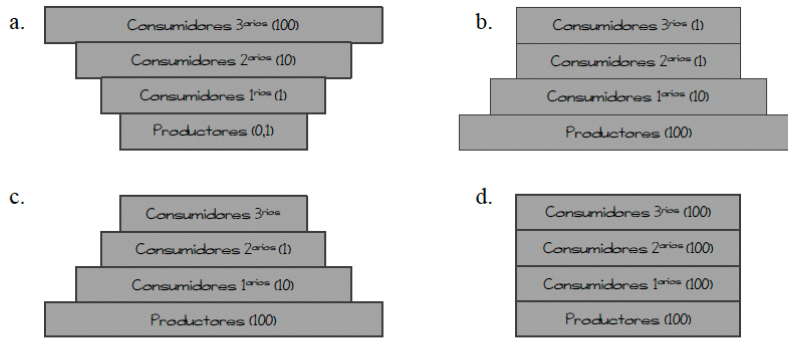 a.
Consumidores 3arios (100)
Consumidores 2arios (10)
Consumidores 1rios (1)
Productores (0,1)
b.
Consumidores 3rios (1)
Consumidores 2arios (1)
Consumidores 1arios (10)
Productores (100)
c.
Consumidores 3rios
Consumidores 2arios (1)
Consumidores 1arios (10)
Productores (100)
d.
Consumidores 3rios (100)
Consumidores 2arios (100)
Consumidores 1arios (100)
Productores (100)